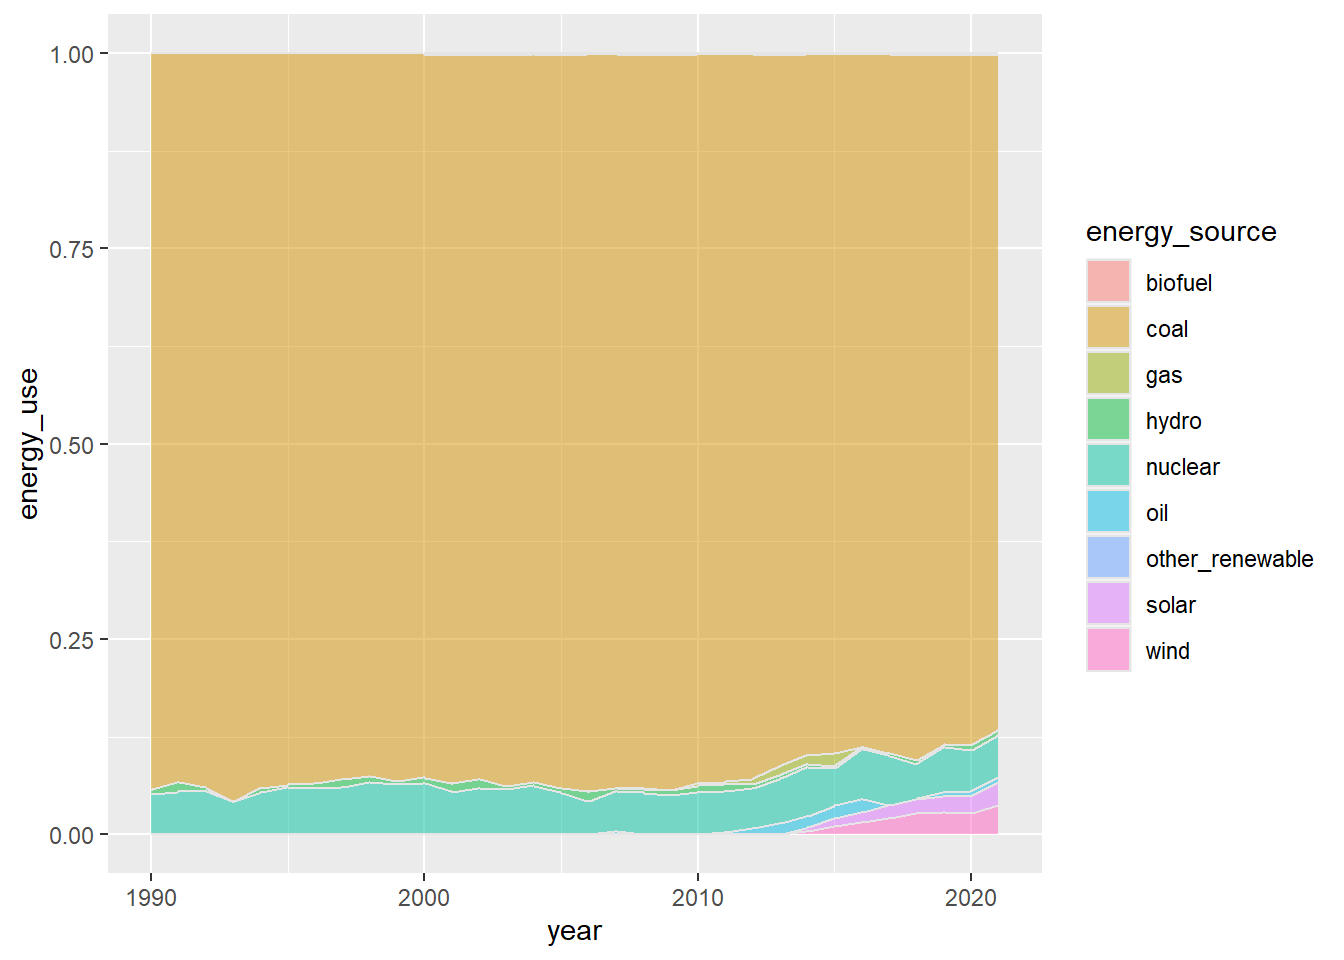 1.00
0.75
0.50
0.25
0.00
energy_use
1990
2000
2010
2020
year
energy_source
biofuel
coal
gas
hydro
nuclear
oil
other_renewable
solar
wind